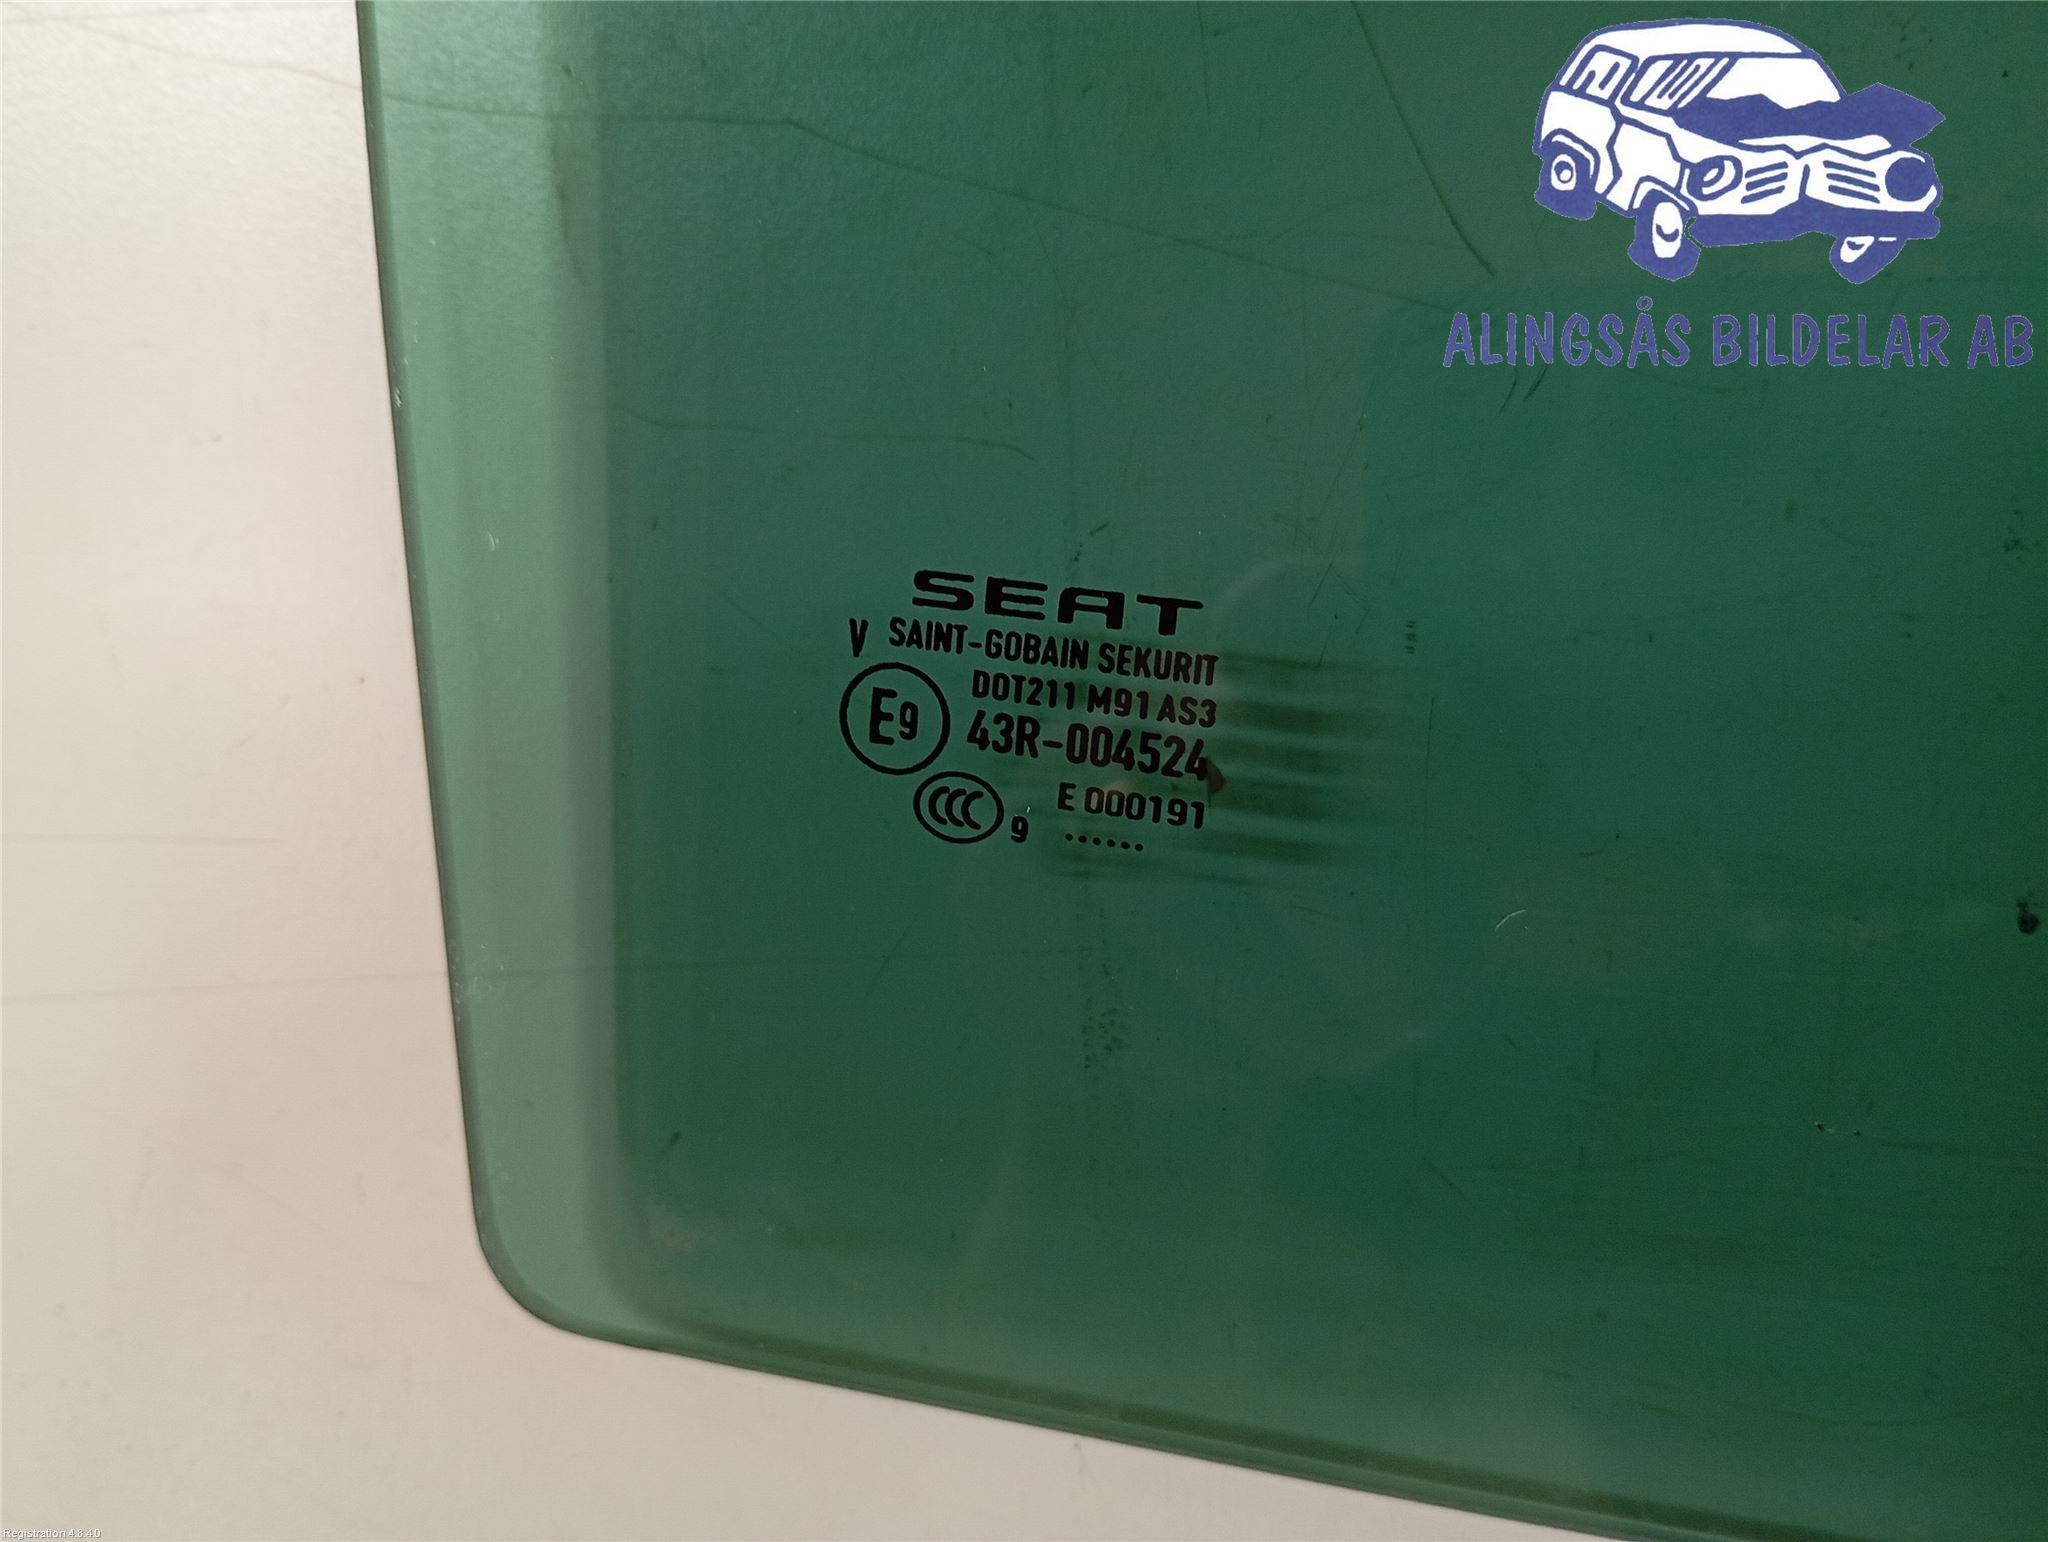 ALINGSÅS BILDELAR AB
SEAT
V SAINT-GOBAIN SEKURIT
DOT211 M91 AS3
E9 43R-004524
CCC 9 E 000191
......
Registration 4.8.4.0